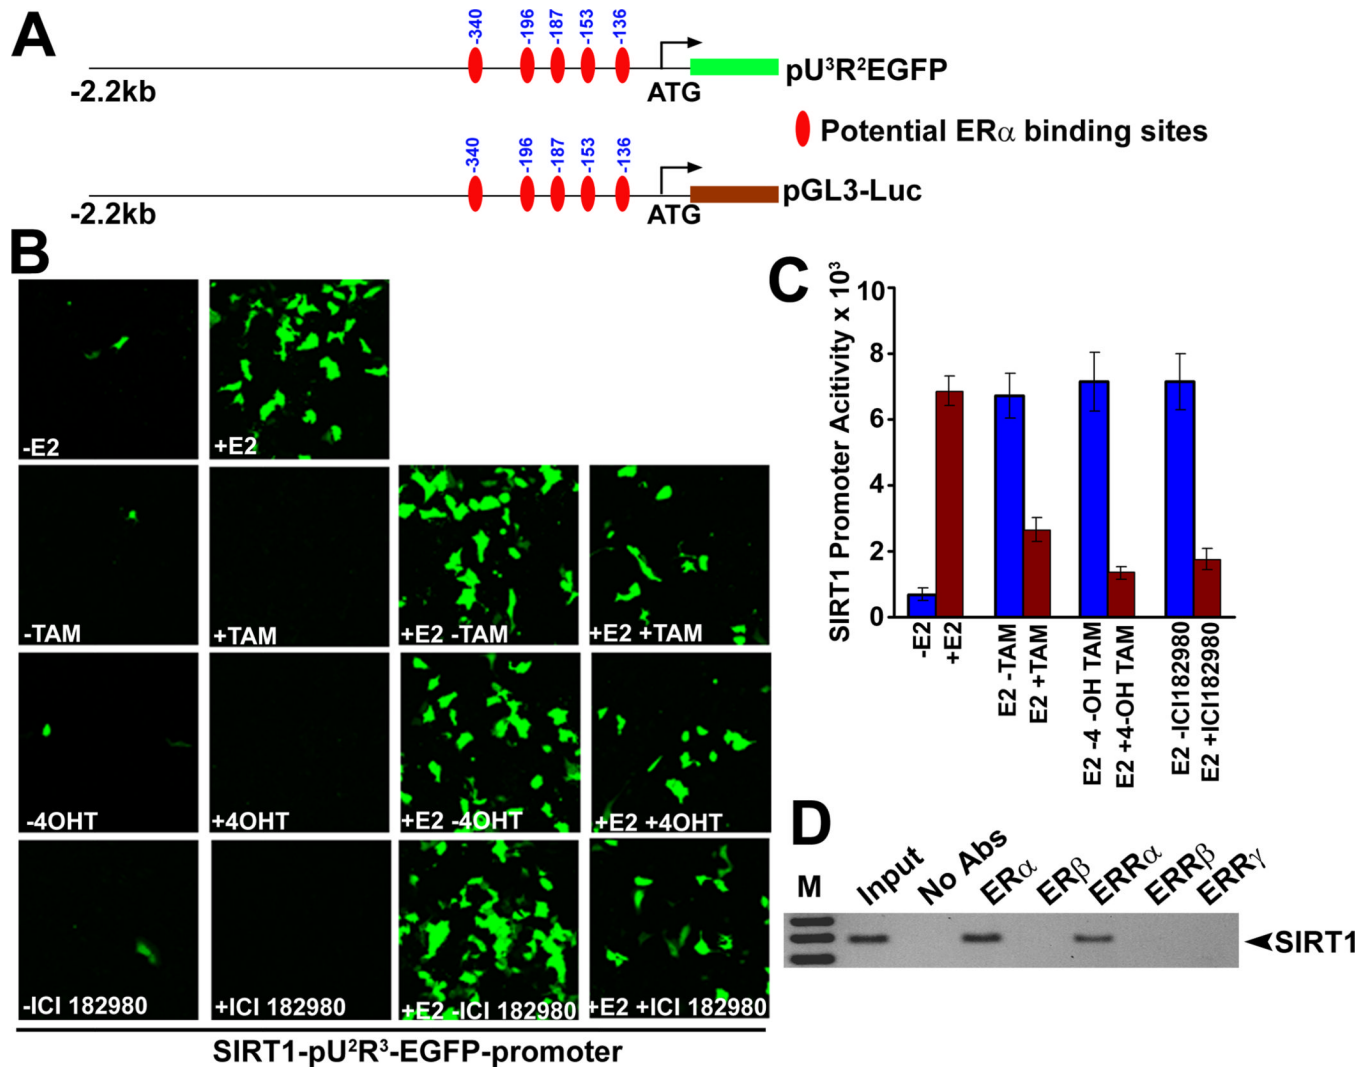 A
-340
-196
-187
-153
-136
-2.2kb
ATG
pU³R²EGFP
Potential ERα binding sites
-340
-196
-187
-153
-136
-2.2kb
ATG
pGL3-Luc
B
-E2
+E2
-TAM
+TAM
+E2 -TAM
+E2 +TAM
-4OHT
+4OHT
+E2 -4OHT
+E2 +4OHT
-ICI 182980
+ICI 182980
+E2 -ICI 182980
+E2 +ICI 182980
SIRT1-pU²R³-EGFP-promoter
C
SIRT1 Promoter Acitivity x 10³
10
8
6
4
2
0
-E2
+E2
E2 -TAM
E2 +TAM
E2 -4 -OH TAM
E2 +4-OH TAM
E2 -ICI182980
E2 +ICI182980
D
M
Input
No Abs
ERα
ERβ
ERRα
ERRβ
ERRγ
SIRT1